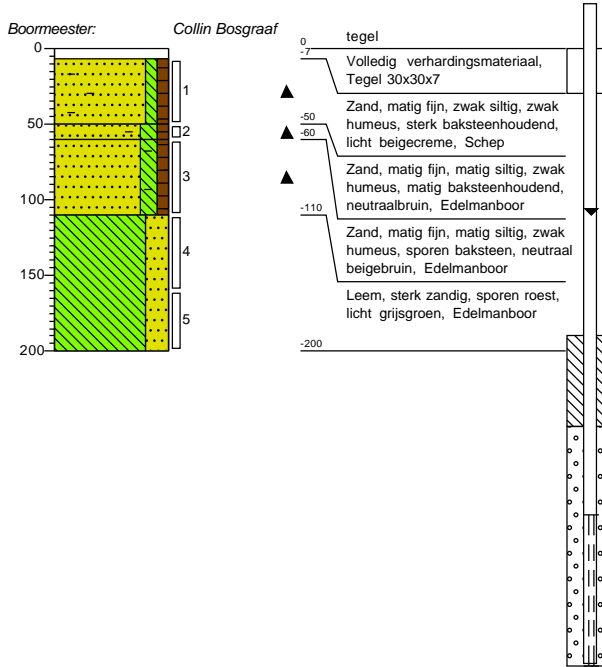 Boormeester: Collin Bosgraaf
0
50
100
150
200
1
2
3
4
5
0
-7
-50
-60
-110
-200
tegel
Volledig verhardingsmateriaal,
Tegel 30x30x7
Zand, matig fijn, zwak siltig, zwak
humeus, sterk baksteenhoudend,
licht beigecreme, Schep
Zand, matig fijn, matig siltig, zwak
humeus, matig baksteenhoudend,
neutraalbruin, Edelmanboor
Zand, matig fijn, matig siltig, zwak
humeus, sporen baksteen, neutraal
beigebruin, Edelmanboor
Leem, sterk zandig, sporen roest,
licht grijsgroen, Edelmanboor